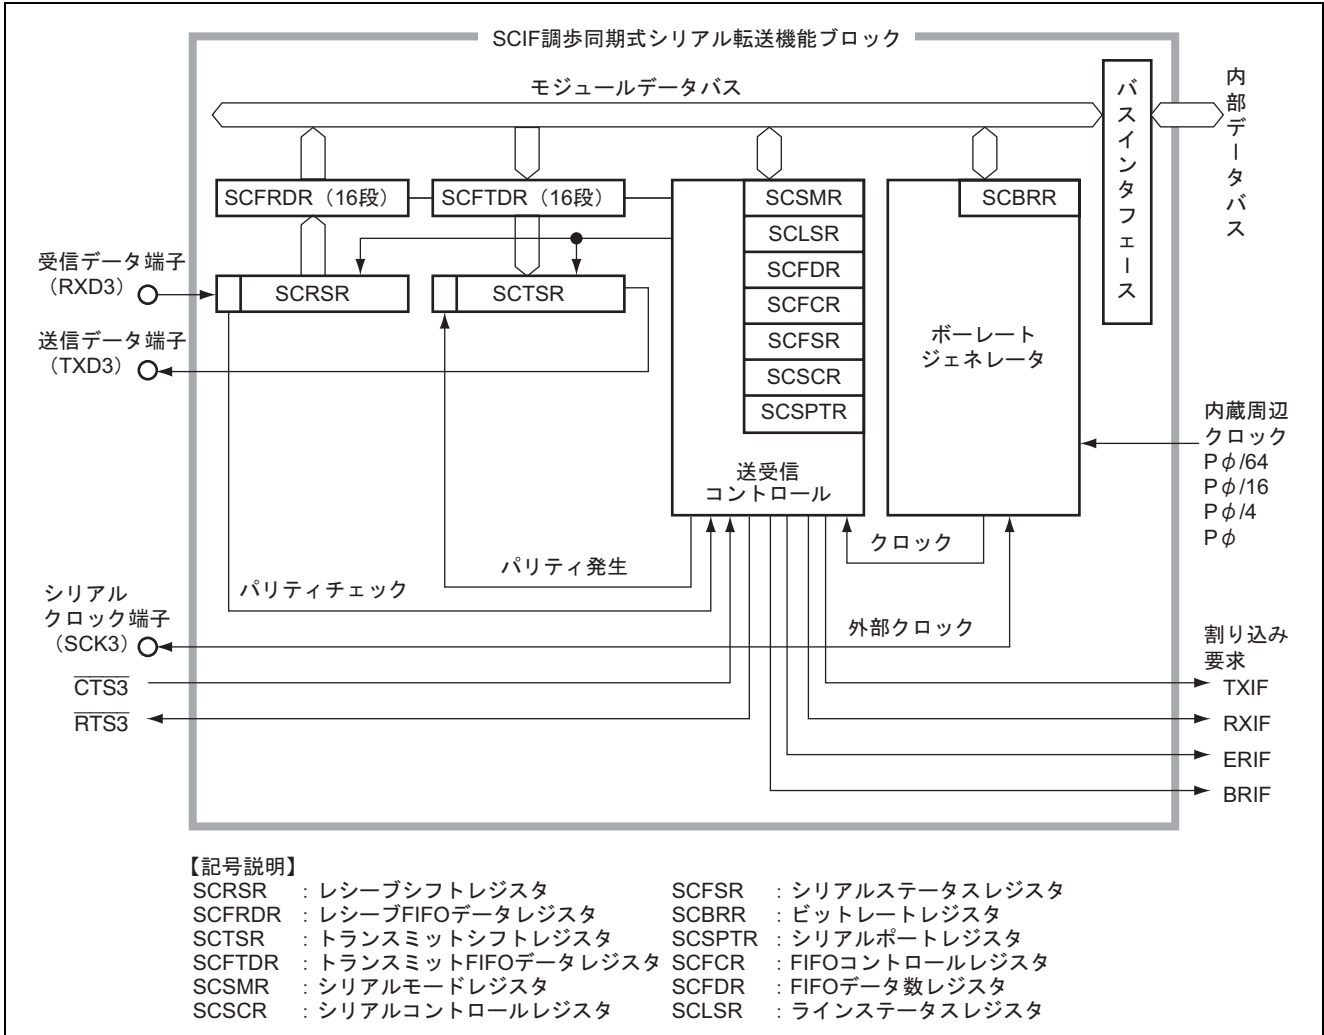 SCIF調歩同期式シリアル転送機能ブロック
モジュールデータバス
バスインタフェース
内部データバス
SCFRDR（16段）
SCFTDR（16段）
SCSMR
SCBRR
SCLSR
SCFDR
SCFCR
SCFSR
SCSCR
SCSPTR
受信データ端子
（RXD3）
SCRSR
SCTSR
送信データ端子
（TXD3）
ボーレート
ジェネレータ
送受信
コントロール
内蔵周辺
クロック
Pφ/64
Pφ/16
Pφ/4
Pφ
クロック
パリティ発生
パリティチェック
シリアル
クロック端子
（SCK3）
外部クロック
CTS3
RTS3
割り込み
要求
TXIF
RXIF
ERIF
BRIF
【記号説明】
SCRSR : レシーブシフトレジスタ
SCFRDR : レシーブFIFOデータレジスタ
SCTSR : トランスミットシフトレジスタ
SCFTDR : トランスミットFIFOデータレジスタ
SCSMR : シリアルモードレジスタ
SCSCR : シリアルコントロールレジスタ
SCFSR : シリアルステータスレジスタ
SCBRR : ビットレートレジスタ
SCSPTR : シリアルポートレジスタ
SCFCR : FIFOコントロールレジスタ
SCFDR : FIFOデータ数レジスタ
SCLSR : ラインステータスレジスタ